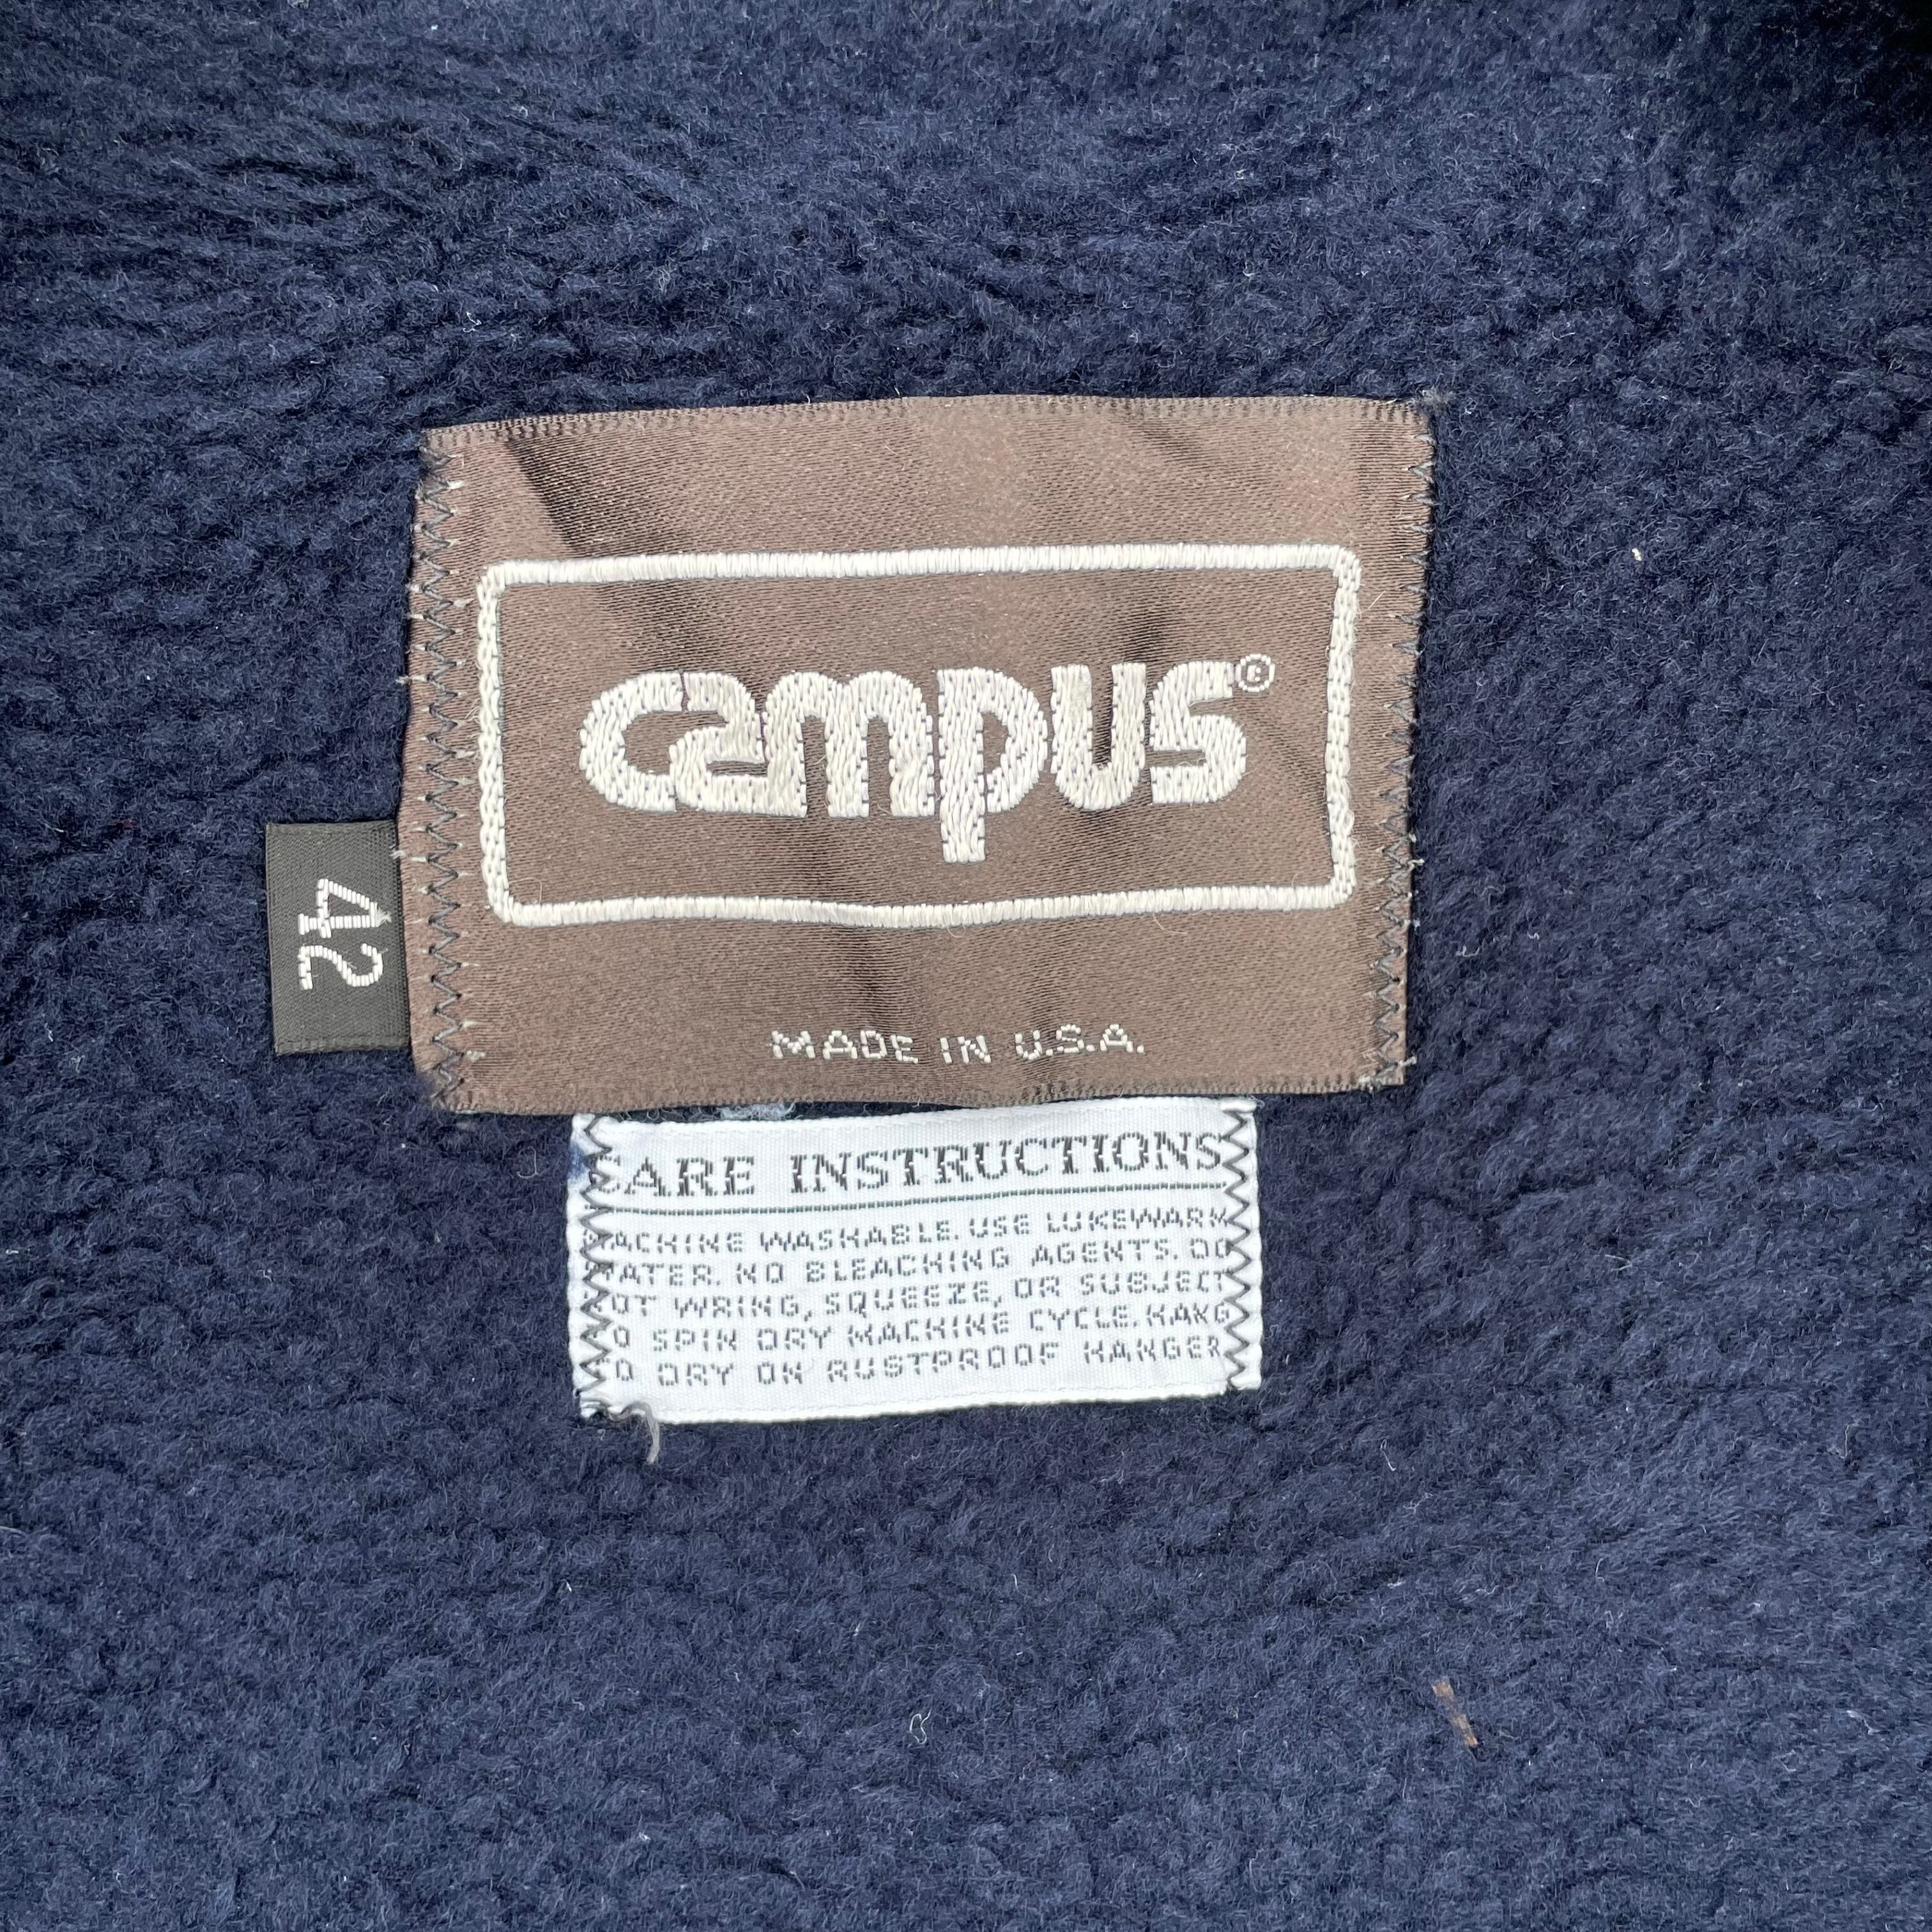 campus®
42
MADE IN U.S.A.
CARE INSTRUCTIONS
MACHINE WASHABLE. USE LUKEWARM
WATER. NO BLEACHING AGENTS. DO
NOT WRING, SQUEEZE, OR SUBJECT
TO SPIN DRY MACHINE CYCLE. HANG
TO DRY ON RUSTPROOF HANGER